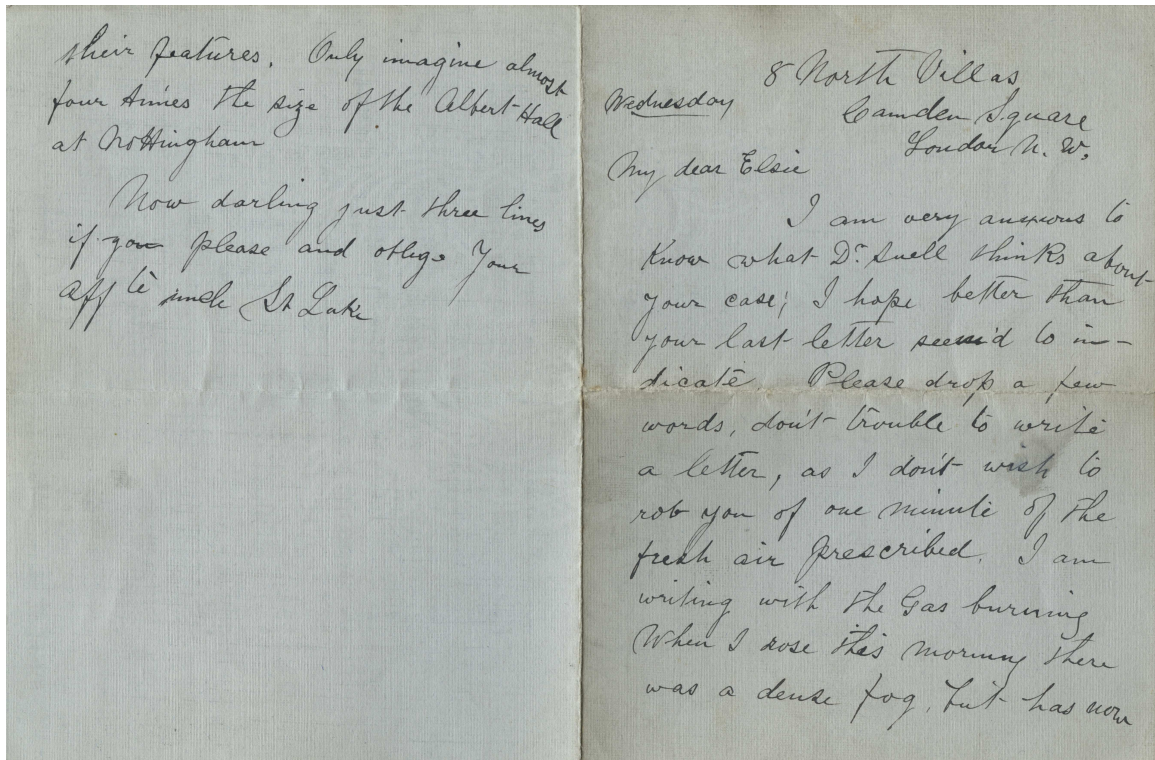 their features. Only imagine almost
four times the size of the Albert Hall
at Nottingham
Now darling just three lines
if you please and oblige Your
aff te uncle St Luke
8 North Villas
Wednesday Camden Square
London N. W.
My dear Elsie
I am very anxious to
Know what Dr. Snell thinks about
your case; I hope better than
your last letter seem'd to in-
dicate. Please drop a few
words, don't trouble to write
a letter, as I don't wish to
rob you of one minute of the
fresh air prescribed. I am
writing with the Gas burning
When I rose this morning there
was a dense fog, but has now